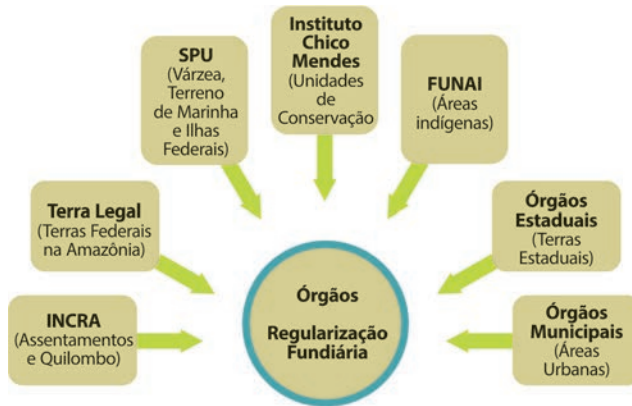 Instituto
Chico
Mendes
(Unidades
de
Conservação
SPU
(Várzea,
Terreno
de Marinha
e Ilhas
Federais)
FUNAI
(Áreas
indígenas)
Terra Legal
(Terras Federais
na Amazônia)
Órgãos
Estaduais
(Terras
Estaduais)
INCRA
(Assentamentos
e Quilombo)
Órgãos
Regularização
Fundiária
Órgãos
Municipais
(Áreas
Urbanas)